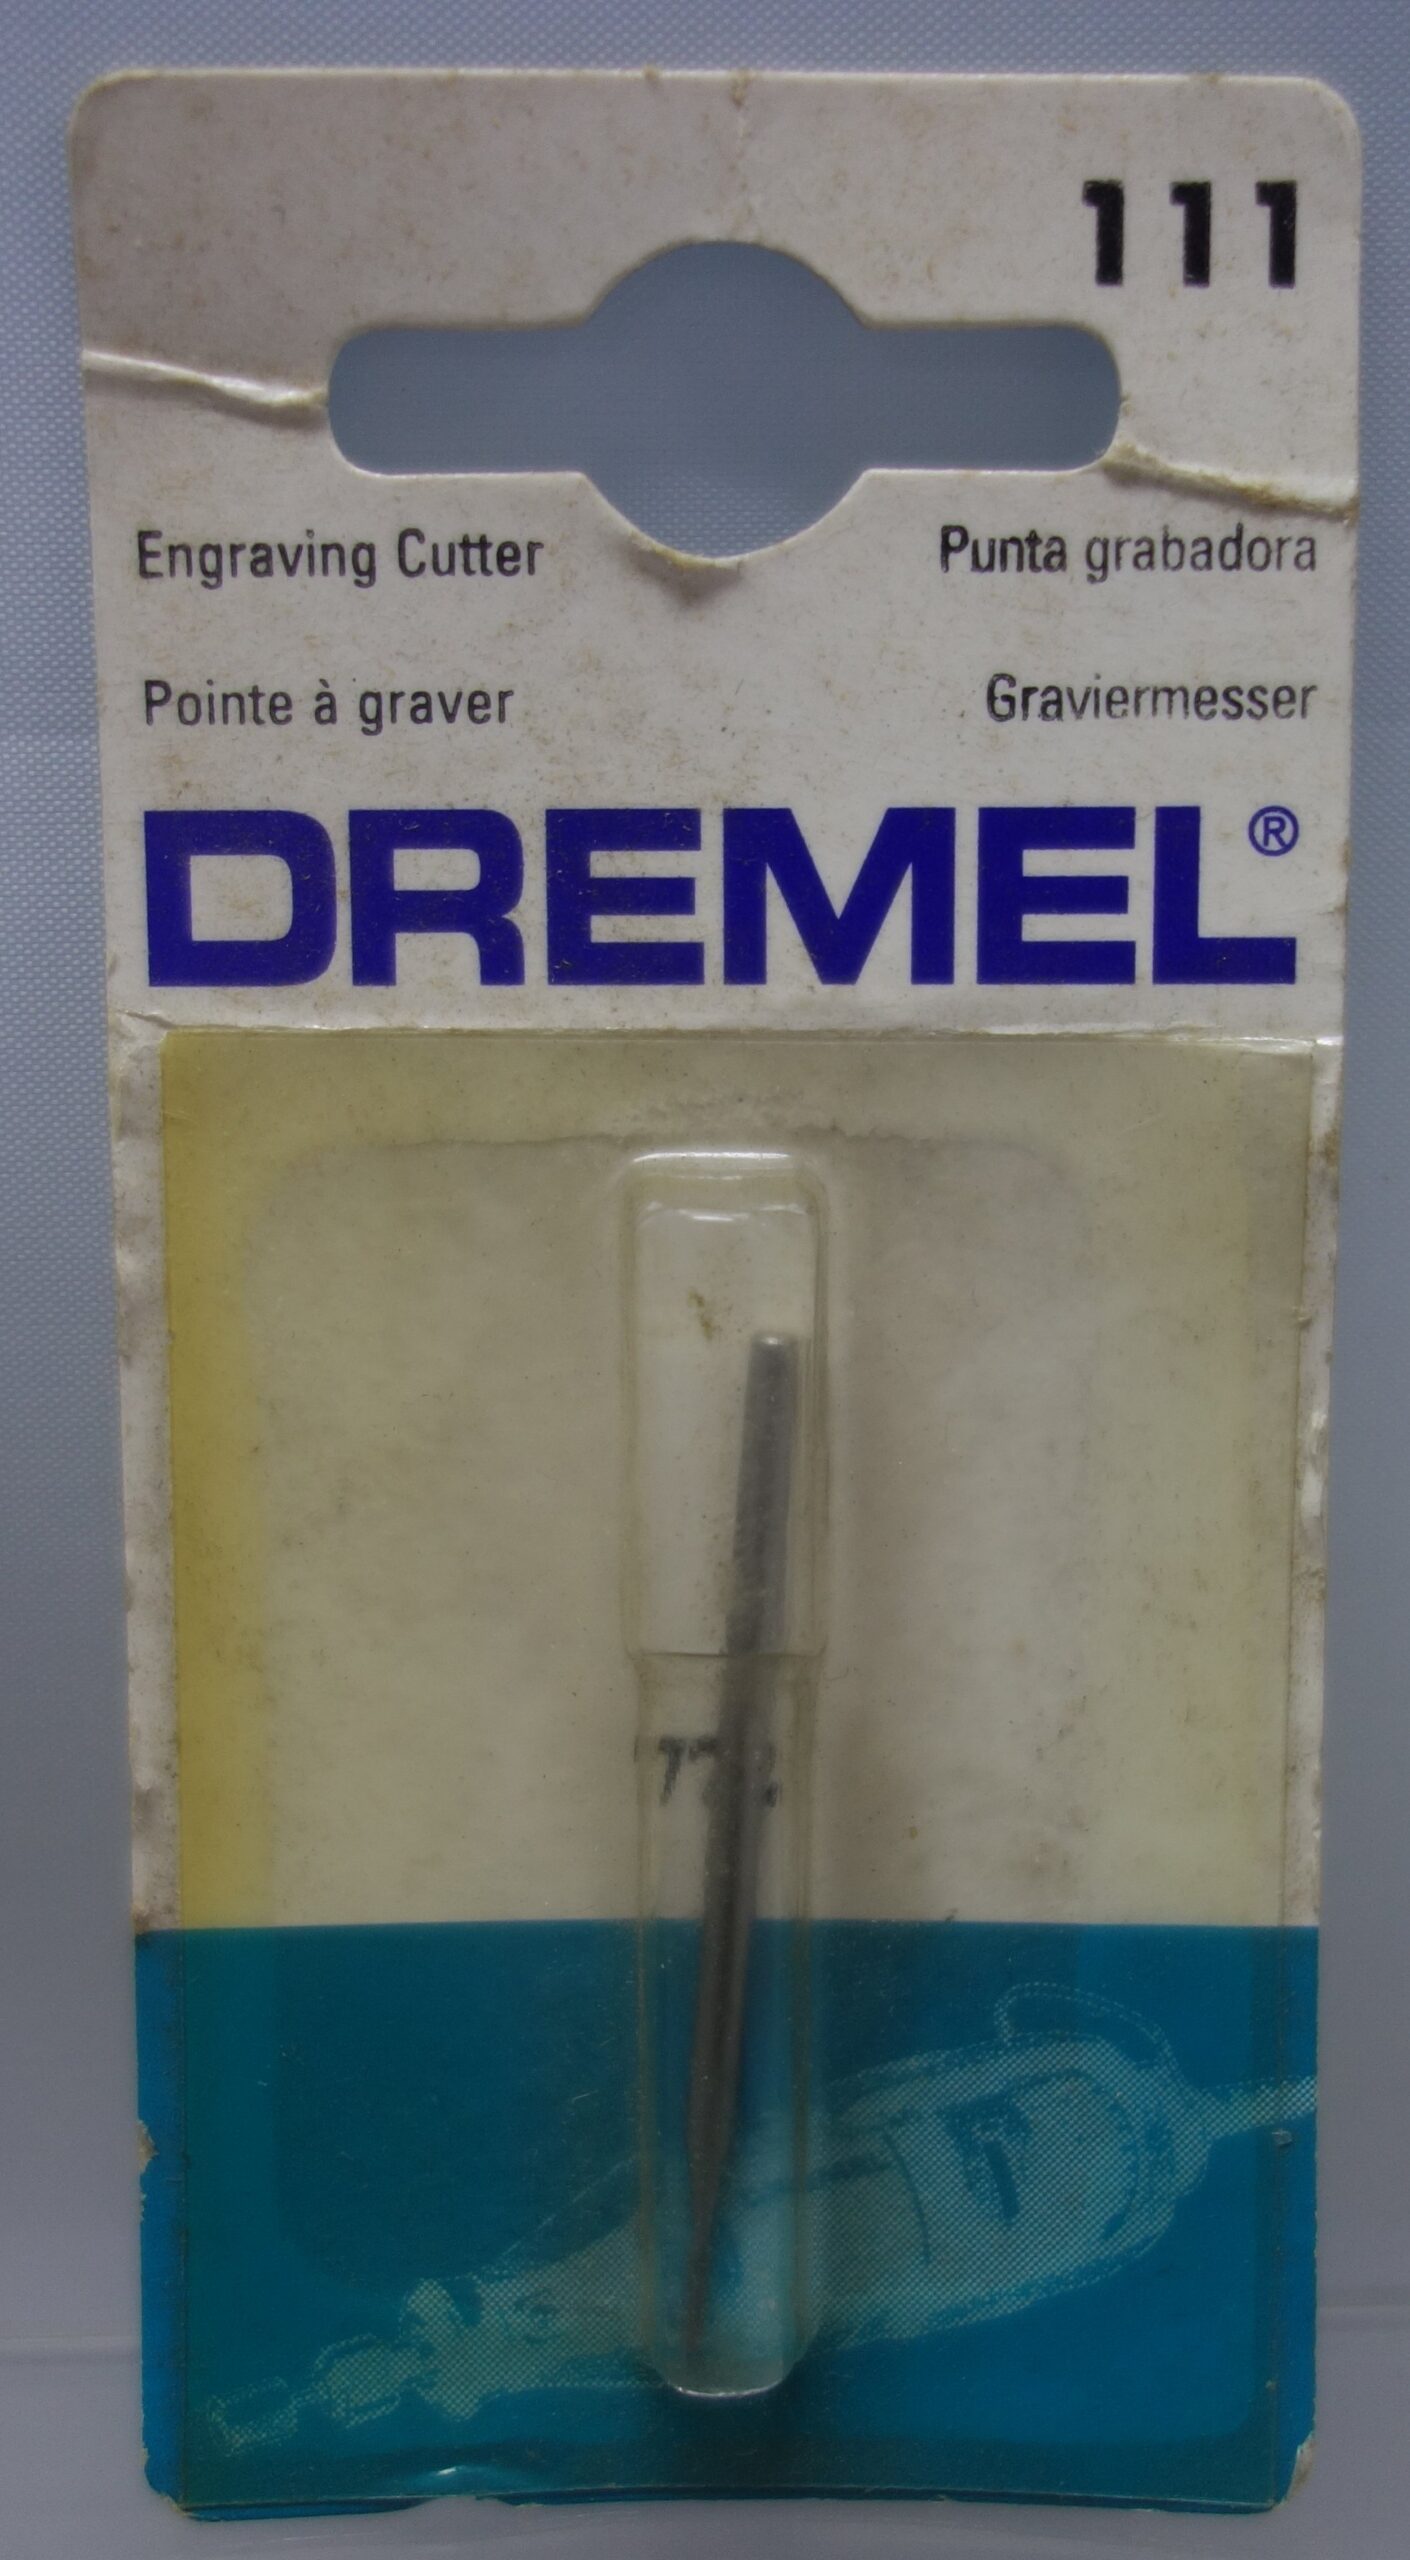 111
Engraving Cutter
Punta grabadora
Pointe à graver
Graviermesser
DREMEL®